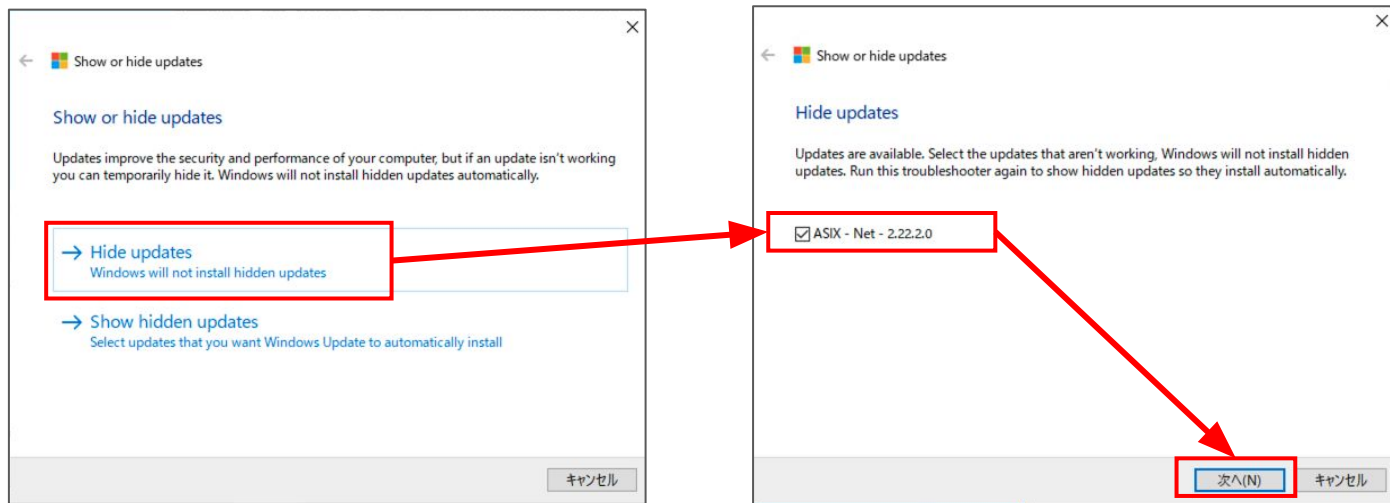 Show or hide updates
Show or hide updates
Updates improve the security and performance of your computer, but if an update isn't working
you can temporarily hide it. Windows will not install hidden updates automatically.
→ Hide updates
Windows will not install hidden updates
→ Show hidden updates
Select updates that you want Windows Update to automatically install
キャンセル
Show or hide updates
Hide updates
Updates are available. Select the updates that aren't working, Windows will not install hidden
updates. Run this troubleshooter again to show hidden updates so they install automatically.
ASIX - Net - 2.22.2.0
次へ(N)
キャンセル